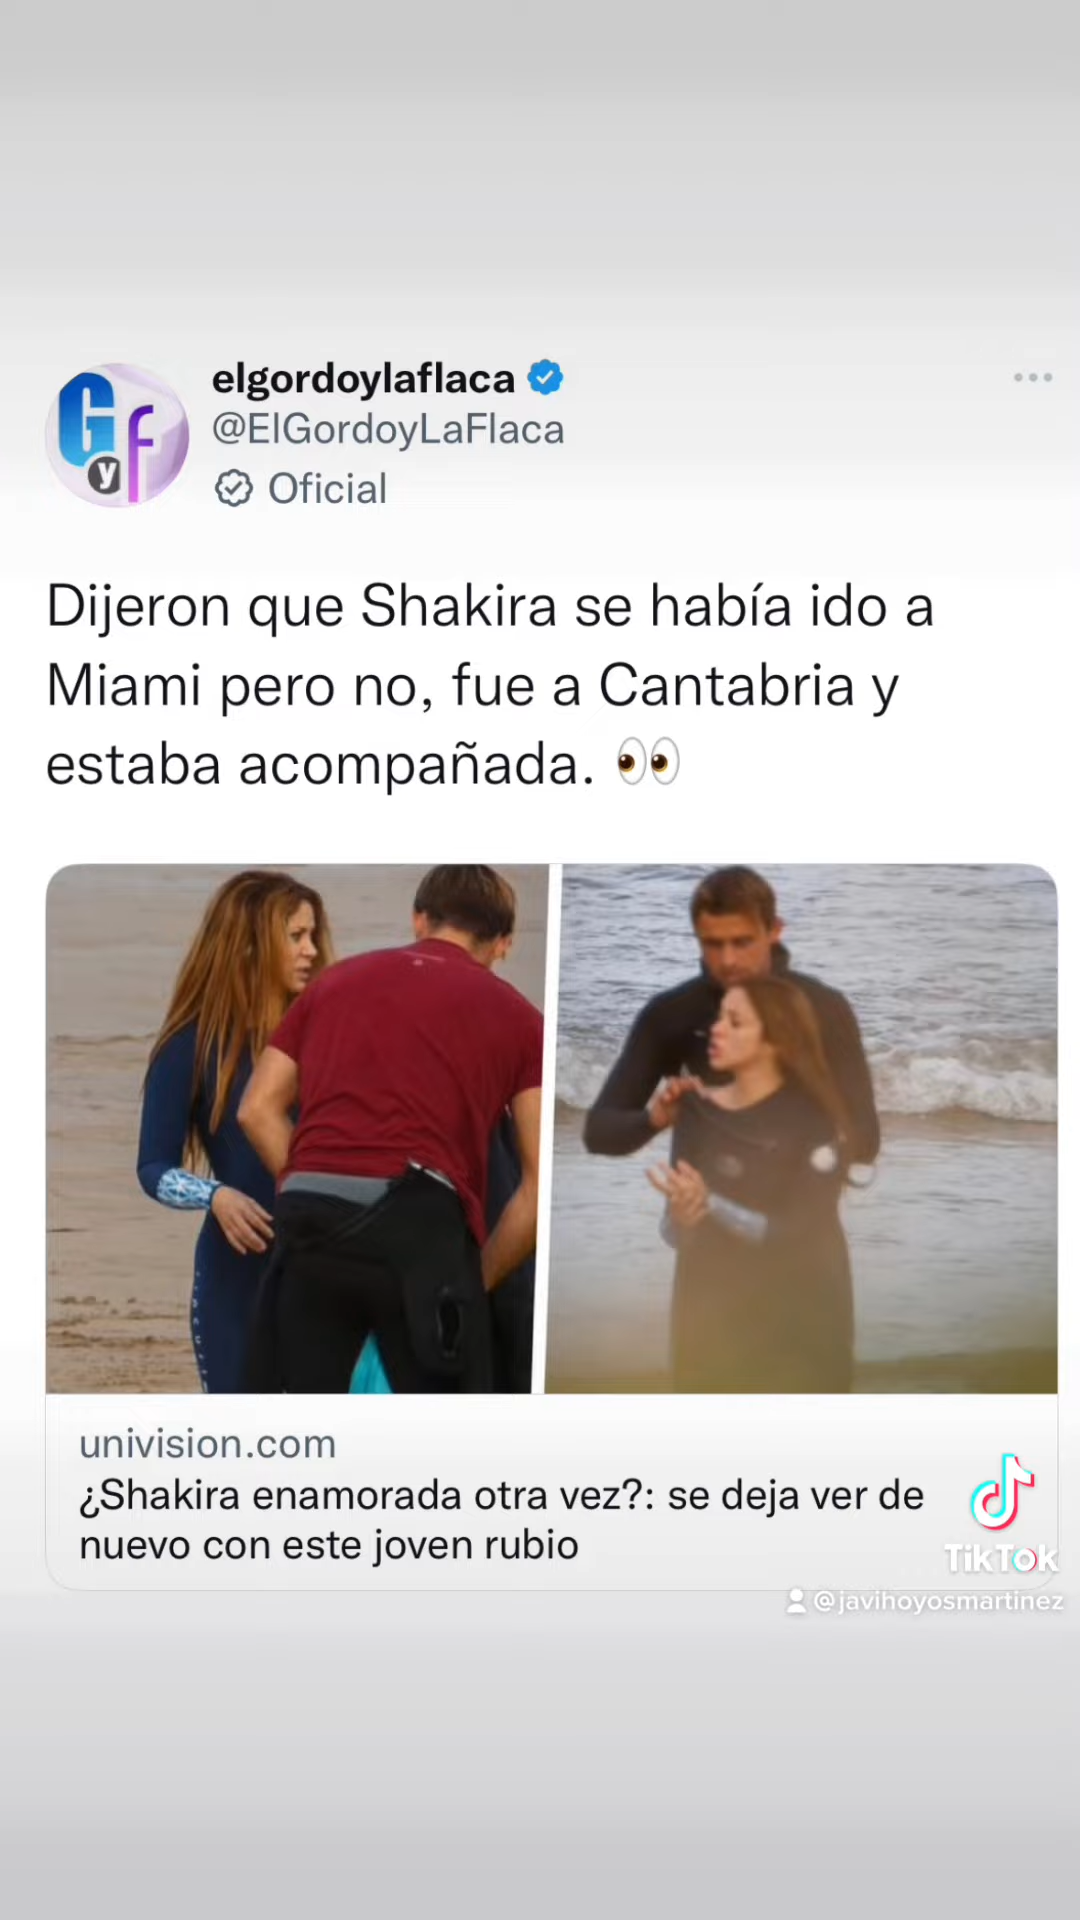 G
y
f
elgordoylaflaca
@ElGordoyLaFlaca
Oficial
Dijeron que Shakira se había ido a
Miami pero no, fue a Cantabria y
estaba acompañada. 👀
univision.com
¿Shakira enamorada otra vez?: se deja ver de
nuevo con este joven rubio
TikTok
@javihoyosmartinez